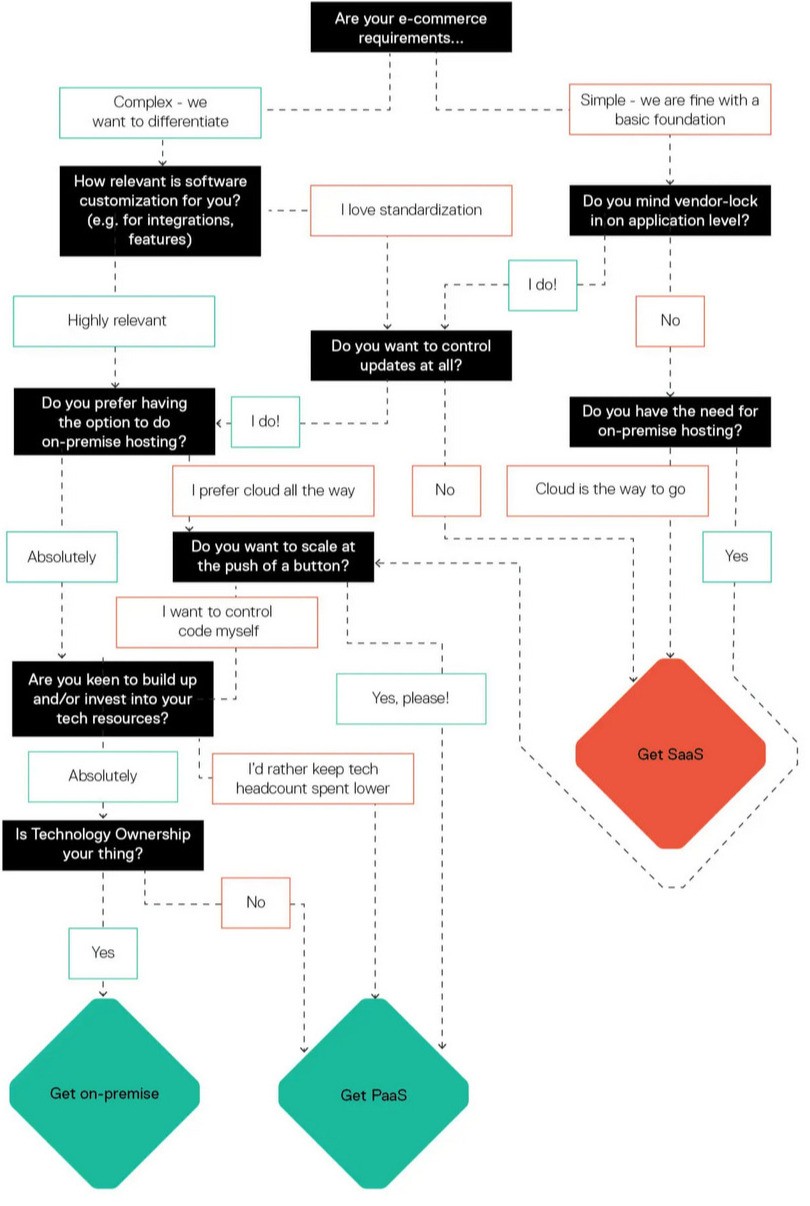 Are your e-commerce
requirements...
Complex - we
want to differentiate
Simple - we are fine with a
basic foundation
How relevant is software
customization for you?
(e.g. for integrations,
features)
I love standardization
Do you mind vendor-lock
in on application level?
I do!
Highly relevant
No
Do you want to control
updates at all?
Do you prefer having
the option to do
on-premise hosting?
I do!
Do you have the need for
on-premise hosting?
I prefer cloud all the way
No
Cloud is the way to go
Absolutely
Do you want to scale at
the push of a button?
Yes
I want to control
code myself
Are you keen to build up
and/or invest into your
tech resources?
Yes, please!
Get SaaS
Absolutely
I'd rather keep tech
headcount spent lower
Is Technology Ownership
your thing?
No
Yes
Get on-premise
Get PaaS